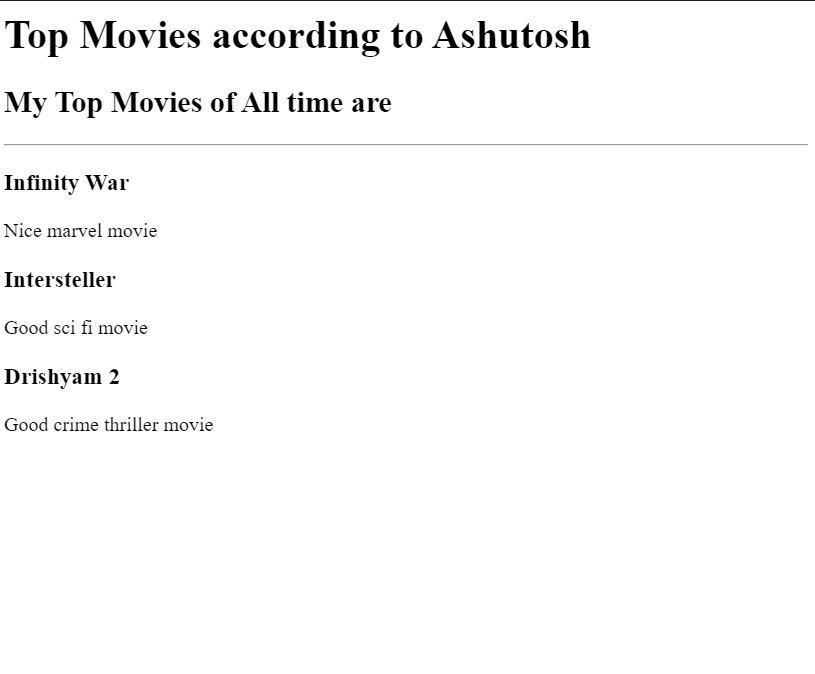 Top Movies according to Ashutosh
My Top Movies of All time are
Infinity War
Nice marvel movie
Intersteller
Good sci fi movie
Drishyam 2
Good crime thriller movie